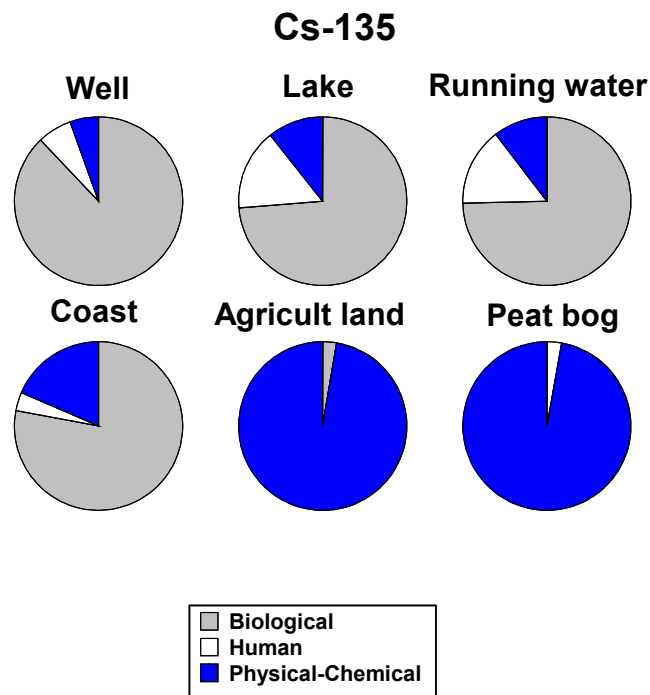 Cs-135
Well
Lake
Running water
Coast
Agricult land
Peat bog
Biological
Human
Physical-Chemical